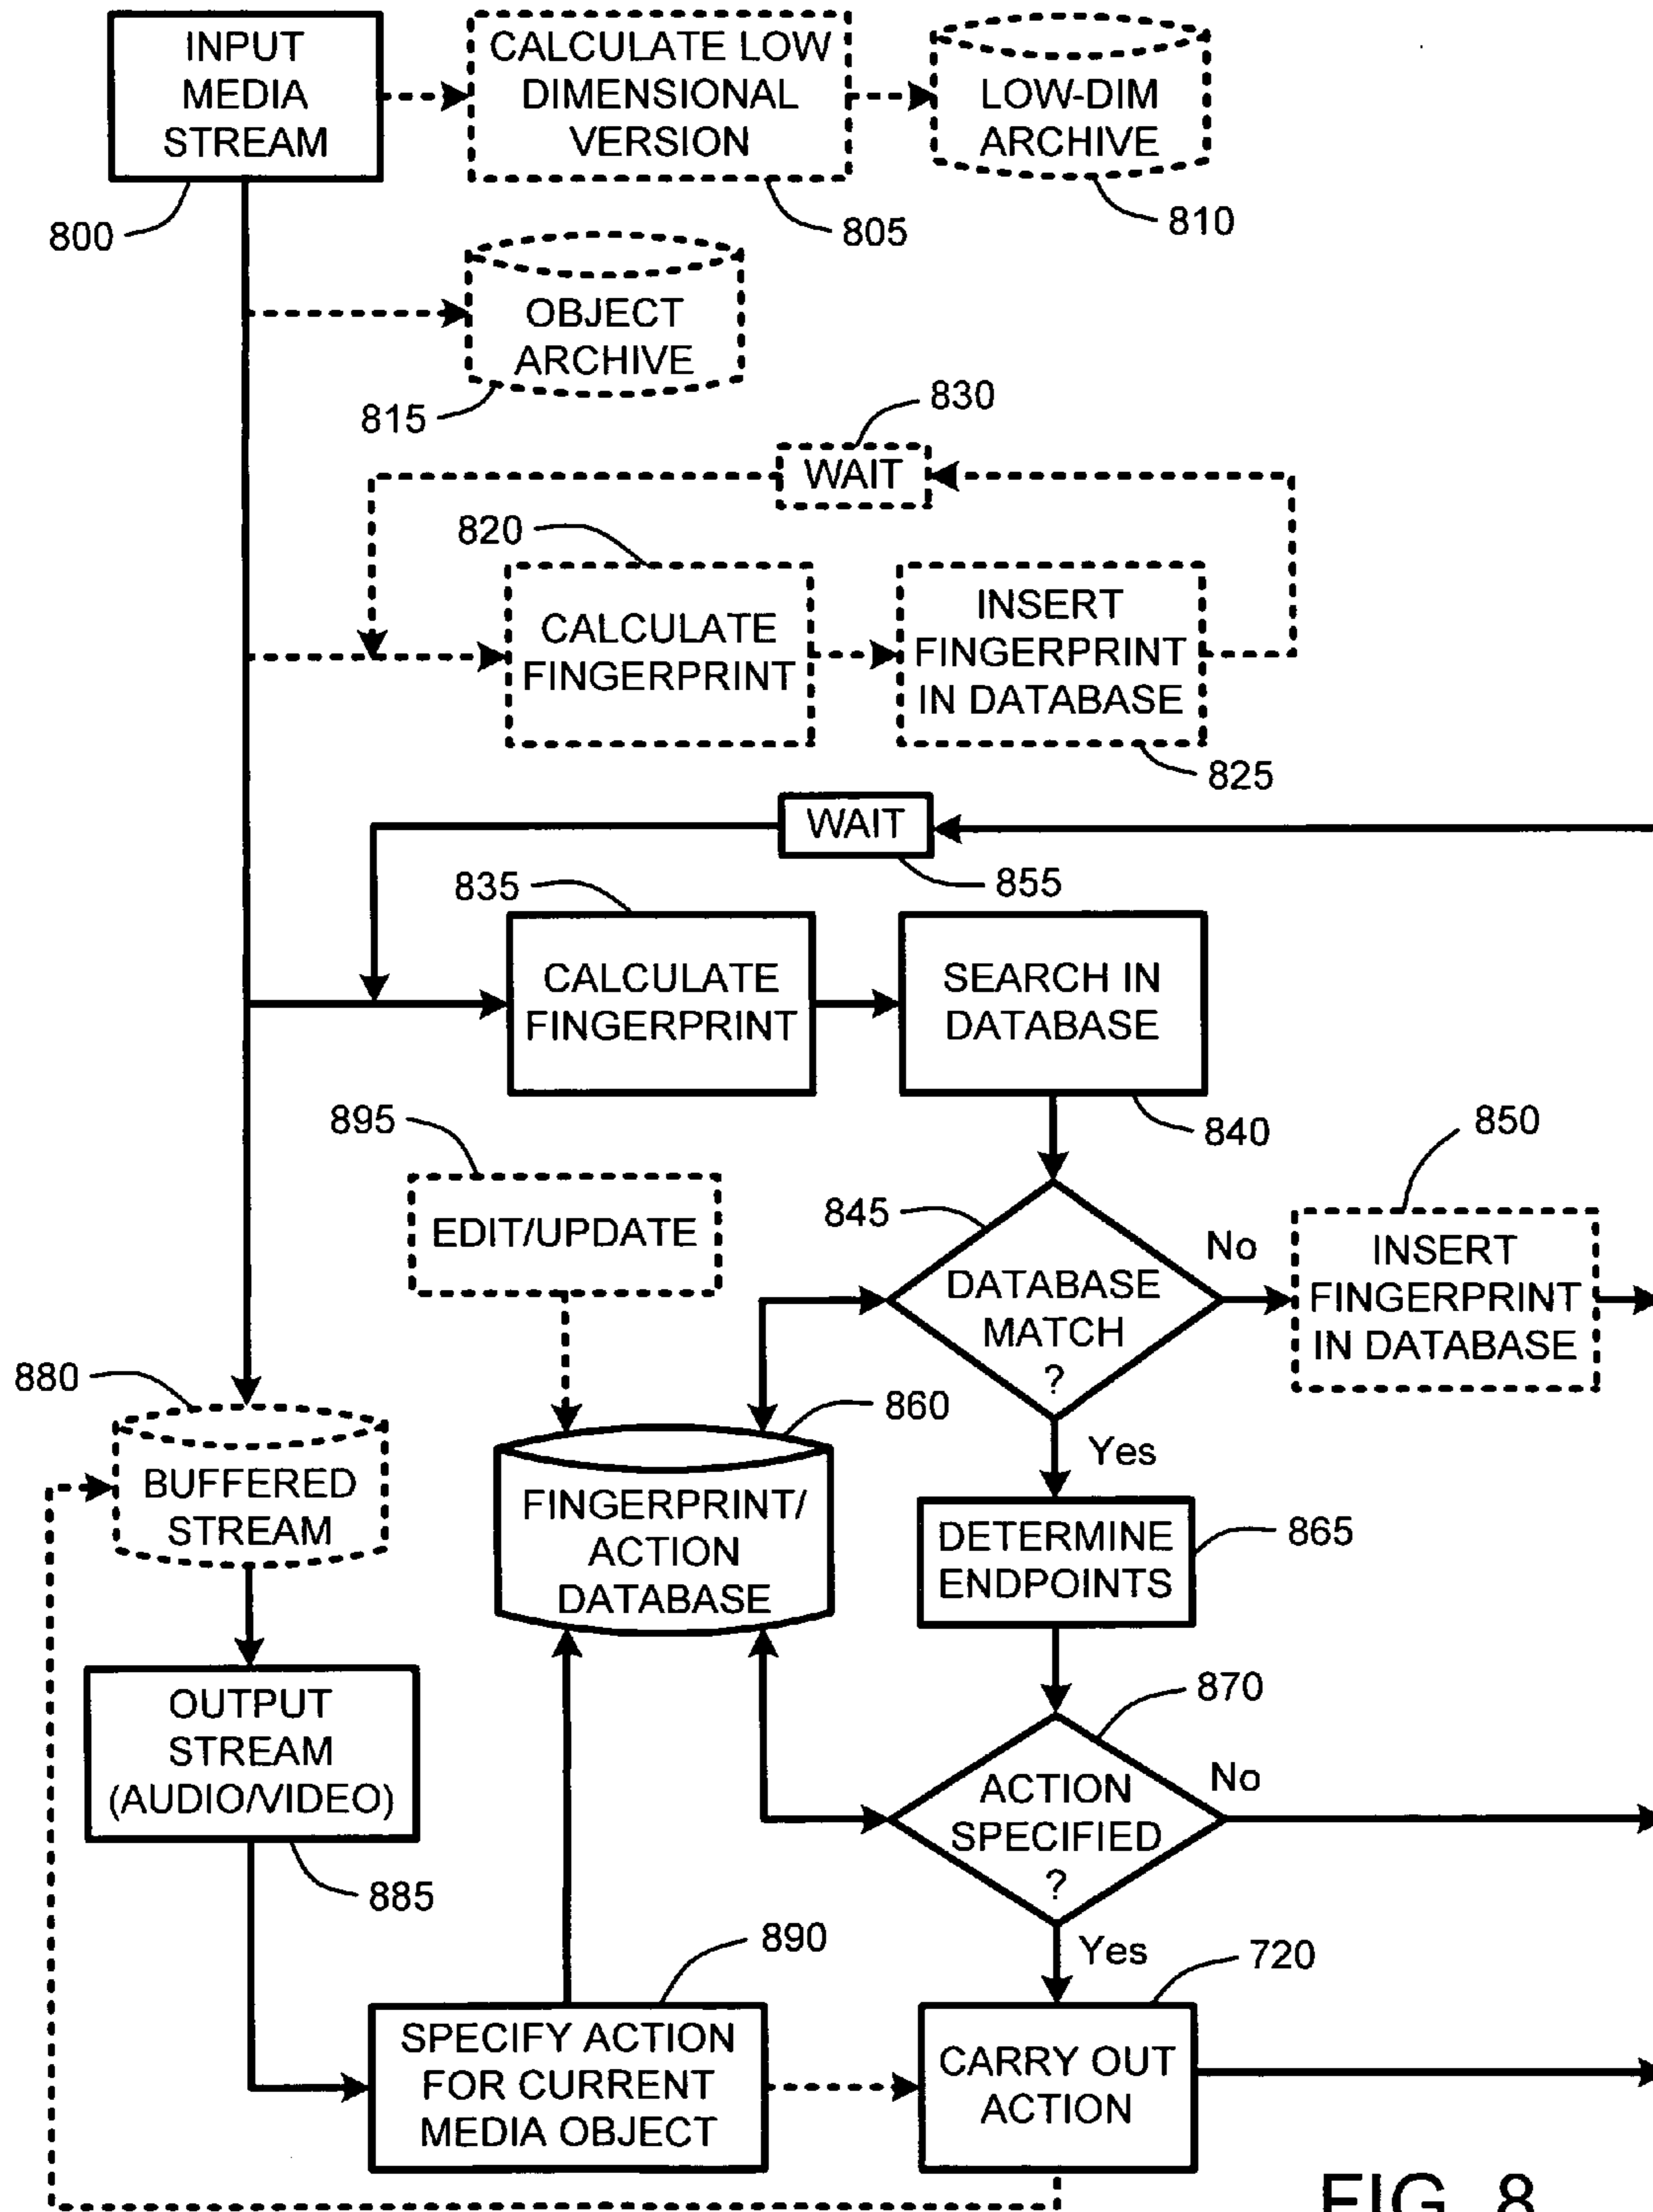 INPUT
MEDIA
STREAM
800
CALCULATE LOW
DIMENSIONAL
VERSION
805
LOW-DIM
ARCHIVE
810
OBJECT
ARCHIVE
815
830
WAIT
820
CALCULATE
FINGERPRINT
INSERT
FINGERPRINT
IN DATABASE
825
WAIT
855
835
CALCULATE
FINGERPRINT
SEARCH IN
DATABASE
840
895
EDIT/UPDATE
845
DATABASE
MATCH
?
No
850
INSERT
FINGERPRINT
IN DATABASE
880
BUFFERED
STREAM
860
FINGERPRINT/
ACTION
DATABASE
Yes
DETERMINE
ENDPOINTS
865
OUTPUT
STREAM
(AUDIO/VIDEO)
885
870
ACTION
SPECIFIED
?
No
Yes
890
SPECIFY ACTION
FOR CURRENT
MEDIA OBJECT
720
CARRY OUT
ACTION
FIG. 8